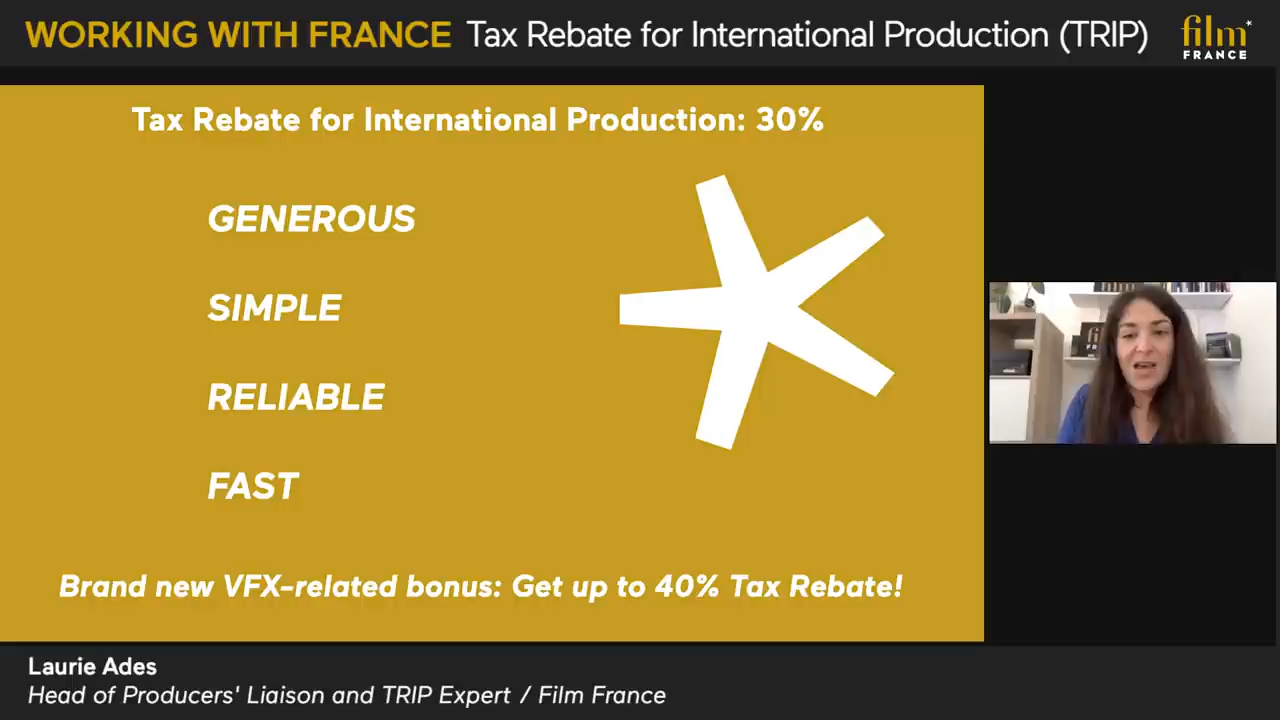 WORKING WITH FRANCE Tax Rebate for International Production (TRIP)
film
FRANCE
Tax Rebate for International Production: 30%
GENEROUS
SIMPLE
RELIABLE
FAST
Brand new VFX-related bonus: Get up to 40% Tax Rebate!
Laurie Ades
Head of Producers' Liaison and TRIP Expert / Film France